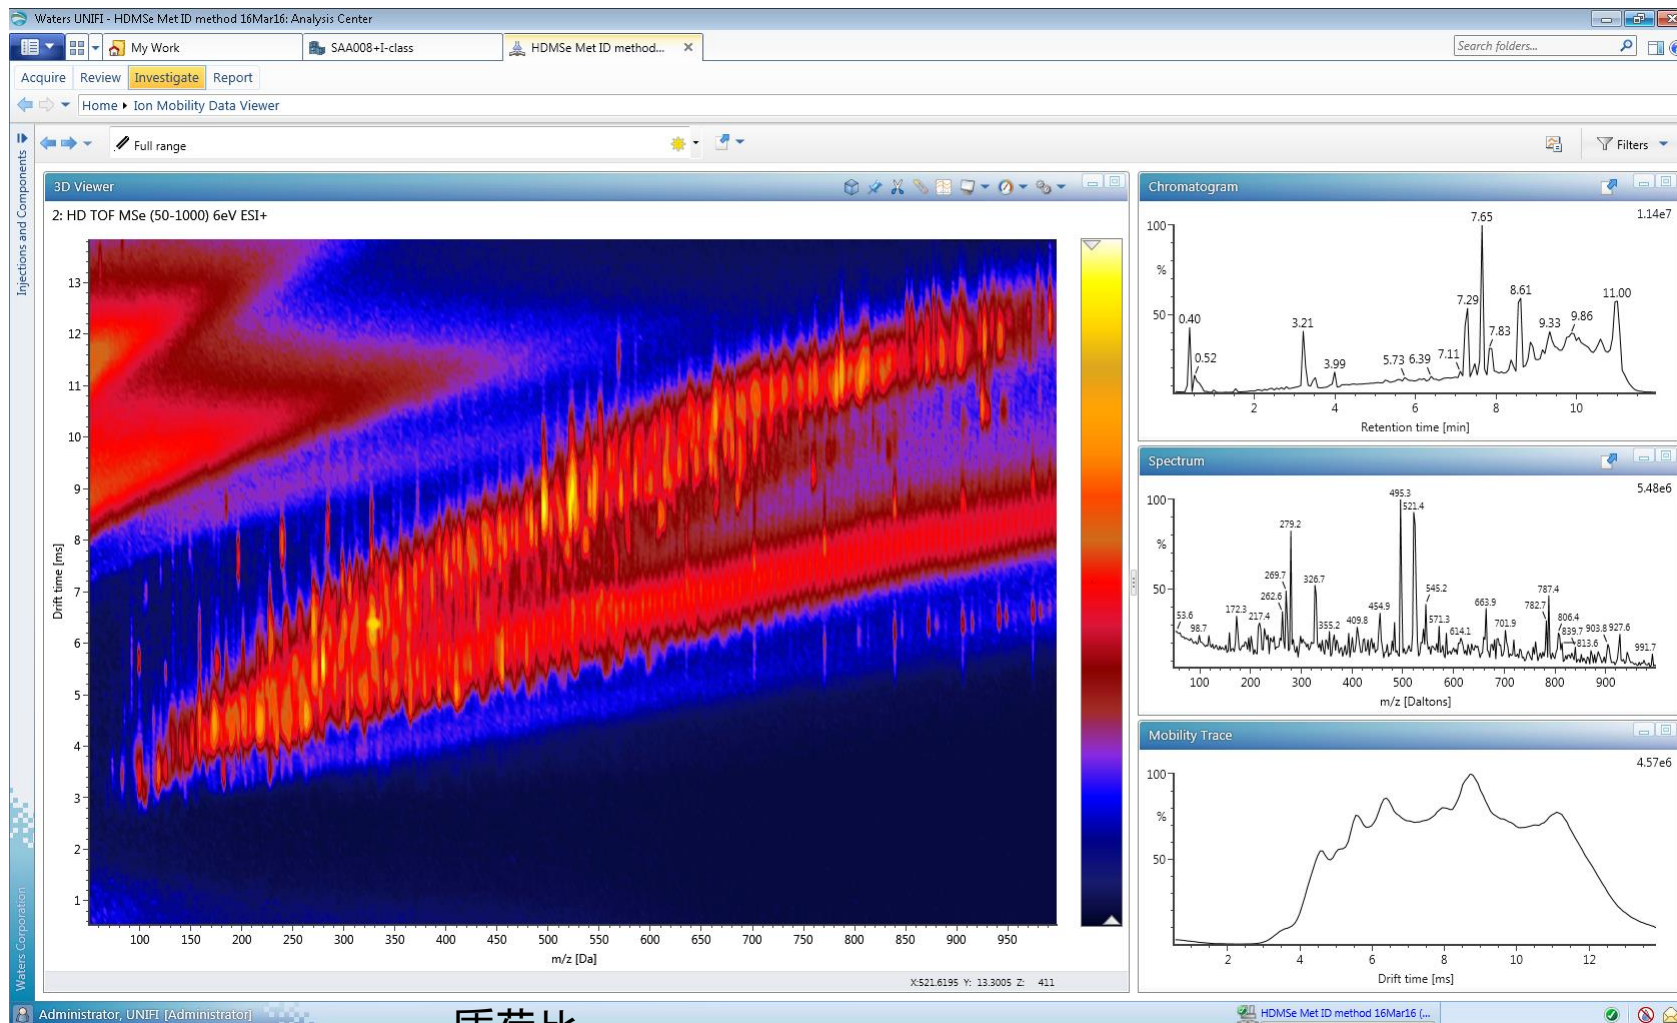 Waters UNIFI - HDMSe Met ID method 16Mar16: Analysis Center
My Work
SAA008+I-class
HDMSe Met ID method...
Search folders...
Acquire Review Investigate Report
Home Ion Mobility Data Viewer
Injections and Components
Full range
Filters
3D Viewer
2: HD TOF MSe (50-1000) 6eV ESI+
13
12
11
10
9
8
7
6
5
4
3
2
1
Drift time [ms]
100 150 200 250 300 350 400 450 500 550 600 650 700 750 800 850 900 950
m/z [Da]
X:521.6195 Y: 13.3005 Z: 411
Chromatogram
1.14e7
100
%
50
0.40
0.52
3.21
3.99
5.73
6.39
7.11
7.29
7.65
7.83
8.61
9.33
9.86
11.00
2 4 6 8 10
Retention time [min]
Spectrum
5.48e6
100
%
50
53.6
98.7
172.3
217.4
262.6
269.7
279.2
326.7
355.2
409.8
454.9
495.3
521.4
545.2
571.3
614.1
663.9
701.9
782.7
787.4
806.4
839.7
813.6
903.8
927.6
991.7
100 200 300 400 500 600 700 800 900
m/z [Daltons]
Mobility Trace
4.57e6
100
%
50
2 4 6 8 10 12
Drift time [ms]
Waters Corporation
Administrator, UNIFI [Administrator]
HDMSe Met ID method 16Mar16 (...